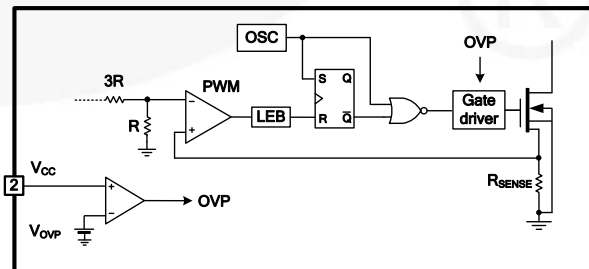 OSC
OVP
3R
PWM
S Q
Gate
driver
R
LEB
R Q̅
2
VCC
RSENSE
OVP
VOVP
+
−
+
−